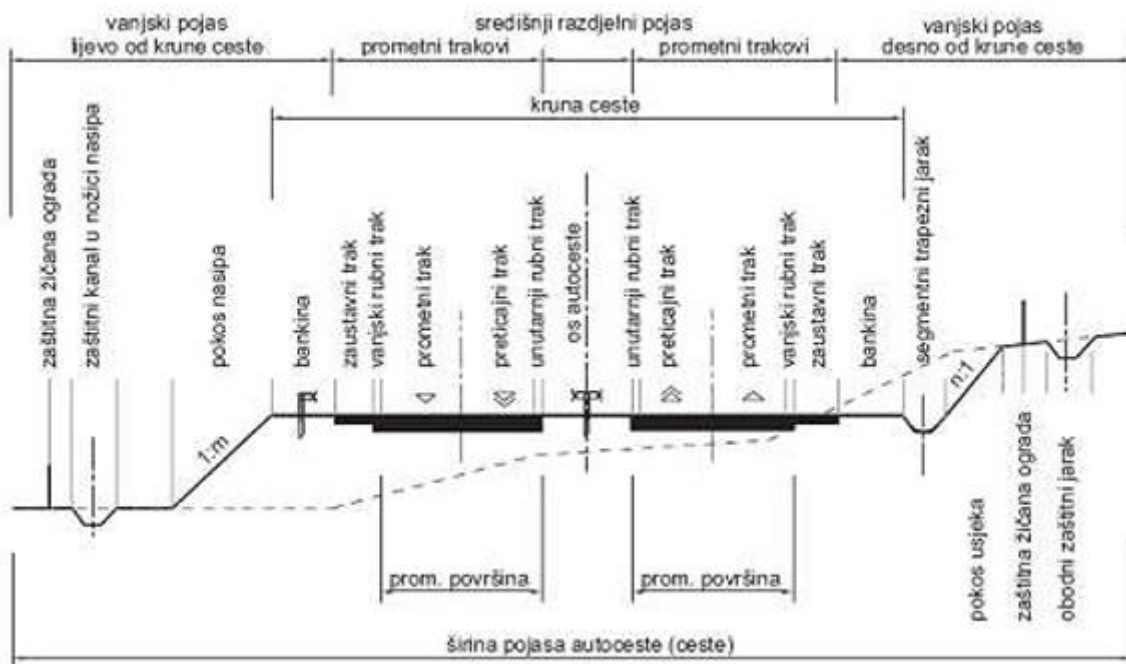 vanjski pojas
lijevo od krune ceste
središnji razdjelni pojas
prometni trakovi
prometni trakovi
vanjski pojas
desno od krune ceste
kruna ceste
zaštitna žičana ograda
zaštitni kanal u nožici nasipa
pokos nasipa
bankina
zaustavni trak
vanjski rubni trak
prometni trak
preticajni trak
unutarnji rubni trak
os autoceste
unutarnji rubni trak
preticajni trak
prometni trak
vanjski rubni trak
zaustavni trak
bankina
segmentni trapezni jarak
1:m
n:1
pokos usjeka
zaštitna žičana ograda
obodni zaštitni jarak
prom. površina
prom. površina
širina pojasa autoceste (ceste)